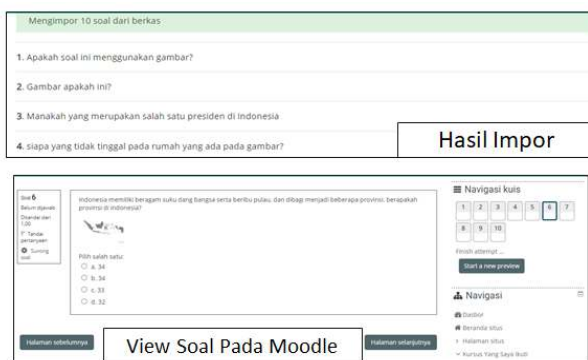 Mengimpor 10 soal dari berkas
1. Apakah soal ini menggunakan gambar?
2. Gambar apakah ini?
3. Manakah yang merupakan salah satu presiden di Indonesia
4. siapa yang tidak tinggal pada rumah yang ada pada gambar?
Hasil Impor
Soal 6
Belum dijawab
Ditandai dari
1,00
Tandai
pertanyaan
Sunting
soal
Indonesia memiliki beragam suku dang bangsa serta beribu pulau. dan dibagi menjadi beberapa provinsi. berapakah
provinsi di indonesia?
Pilih salah satu:
a. 34
b. 34
c. 33
d. 32
Halaman sebelumnya
Halaman selanjutnya
View Soal Pada Moodle
Navigasi kuis
1 2 3 4 5 6 7
8 9 10
Finish attempt ...
Start a new preview
Navigasi
Dasbor
Beranda situs
Halaman situs
Kursus Yang Saya Ikuti